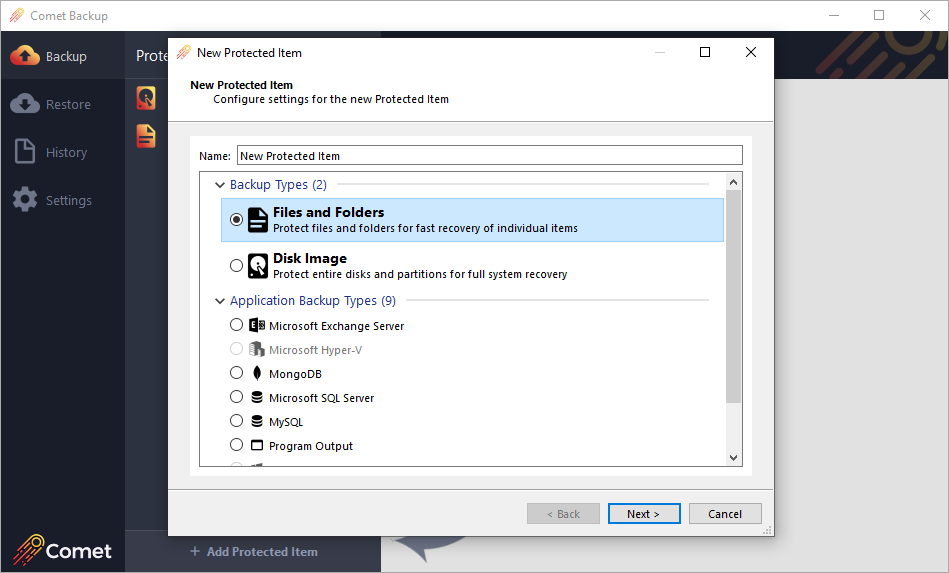 Comet Backup
Backup
Restore
History
Settings
Comet
Prote
New Protected Item
New Protected Item
Configure settings for the new Protected Item
Name: New Protected Item
Backup Types (2)
Files and Folders
Protect files and folders for fast recovery of individual items
Disk Image
Protect entire disks and partitions for full system recovery
Application Backup Types (9)
Microsoft Exchange Server
Microsoft Hyper-V
MongoDB
Microsoft SQL Server
MySQL
Program Output
< Back
Next >
Cancel
+ Add Protected Item